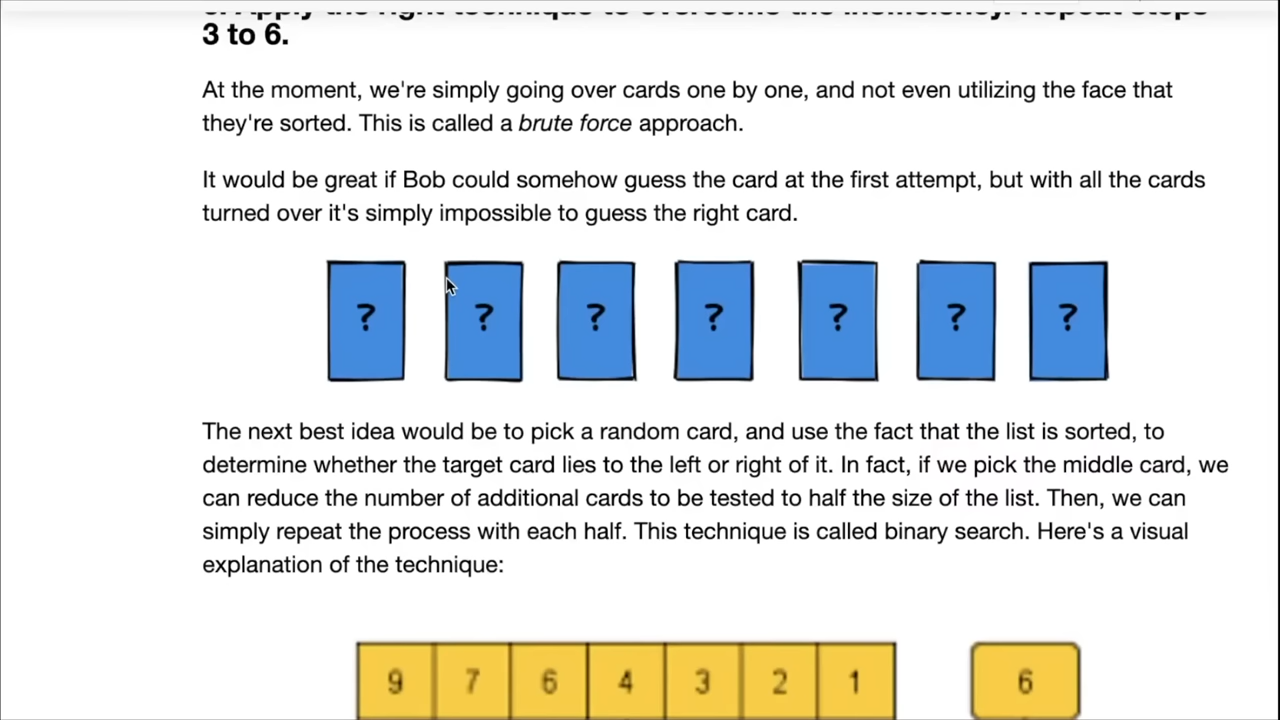 3 to 6.
At the moment, we're simply going over cards one by one, and not even utilizing the face that
they're sorted. This is called a brute force approach.
It would be great if Bob could somehow guess the card at the first attempt, but with all the cards
turned over it's simply impossible to guess the right card.
? ? ? ? ? ? ?
The next best idea would be to pick a random card, and use the fact that the list is sorted, to
determine whether the target card lies to the left or right of it. In fact, if we pick the middle card, we
can reduce the number of additional cards to be tested to half the size of the list. Then, we can
simply repeat the process with each half. This technique is called binary search. Here's a visual
explanation of the technique:
9 7 6 4 3 2 1 6